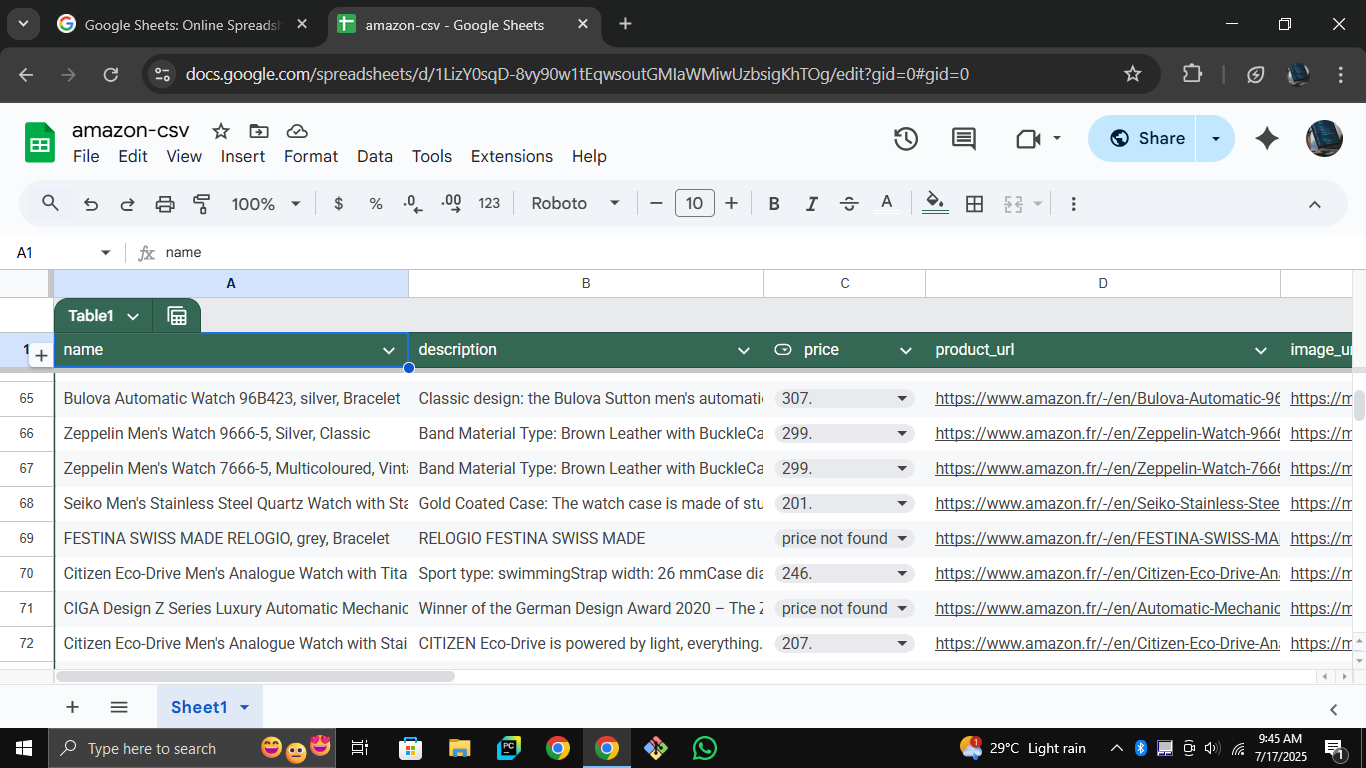 Google Sheets: Online Spreadsh
amazon-csv - Google Sheets
docs.google.com/spreadsheets/d/1LizY0sqD-8vy90w1tEqwsoutGMIaWMiwUzbsigKhTOg/edit?gid=0#gid=0
amazon-csv
Share
File Edit View Insert Format Data Tools Extensions Help
100% $ % .0 .00 123 Roboto 10 B I S A
A1 fx name
A B C D
Table1
1 name description price product_url image_ur
65 Bulova Automatic Watch 96B423, silver, Bracelet Classic design: the Bulova Sutton men's automati 307. https://www.amazon.fr/-/en/Bulova-Automatic-96 https://m
66 Zeppelin Men's Watch 9666-5, Silver, Classic Band Material Type: Brown Leather with BuckleCa 299. https://www.amazon.fr/-/en/Zeppelin-Watch-9666 https://m
67 Zeppelin Men's Watch 7666-5, Multicoloured, Vinta Band Material Type: Brown Leather with BuckleCa 299. https://www.amazon.fr/-/en/Zeppelin-Watch-7666 https://m
68 Seiko Men's Stainless Steel Quartz Watch with Sta Gold Coated Case: The watch case is made of stu 201. https://www.amazon.fr/-/en/Seiko-Stainless-Stee https://m
69 FESTINA SWISS MADE RELOGIO, grey, Bracelet RELOGIO FESTINA SWISS MADE price not found https://www.amazon.fr/-/en/FESTINA-SWISS-MA https://m
70 Citizen Eco-Drive Men's Analogue Watch with Tita Sport type: swimmingStrap width: 26 mmCase dia 246. https://www.amazon.fr/-/en/Citizen-Eco-Drive-An https://m
71 CIGA Design Z Series Luxury Automatic Mechanic Winner of the German Design Award 2020 – The Z price not found https://www.amazon.fr/-/en/Automatic-Mechanic https://m
72 Citizen Eco-Drive Men's Analogue Watch with Stai CITIZEN Eco-Drive is powered by light, everything. 207. https://www.amazon.fr/-/en/Citizen-Eco-Drive-An https://m
Sheet1
Type here to search
PC
1
29°C Light rain
9:45 AM
7/17/2025
1